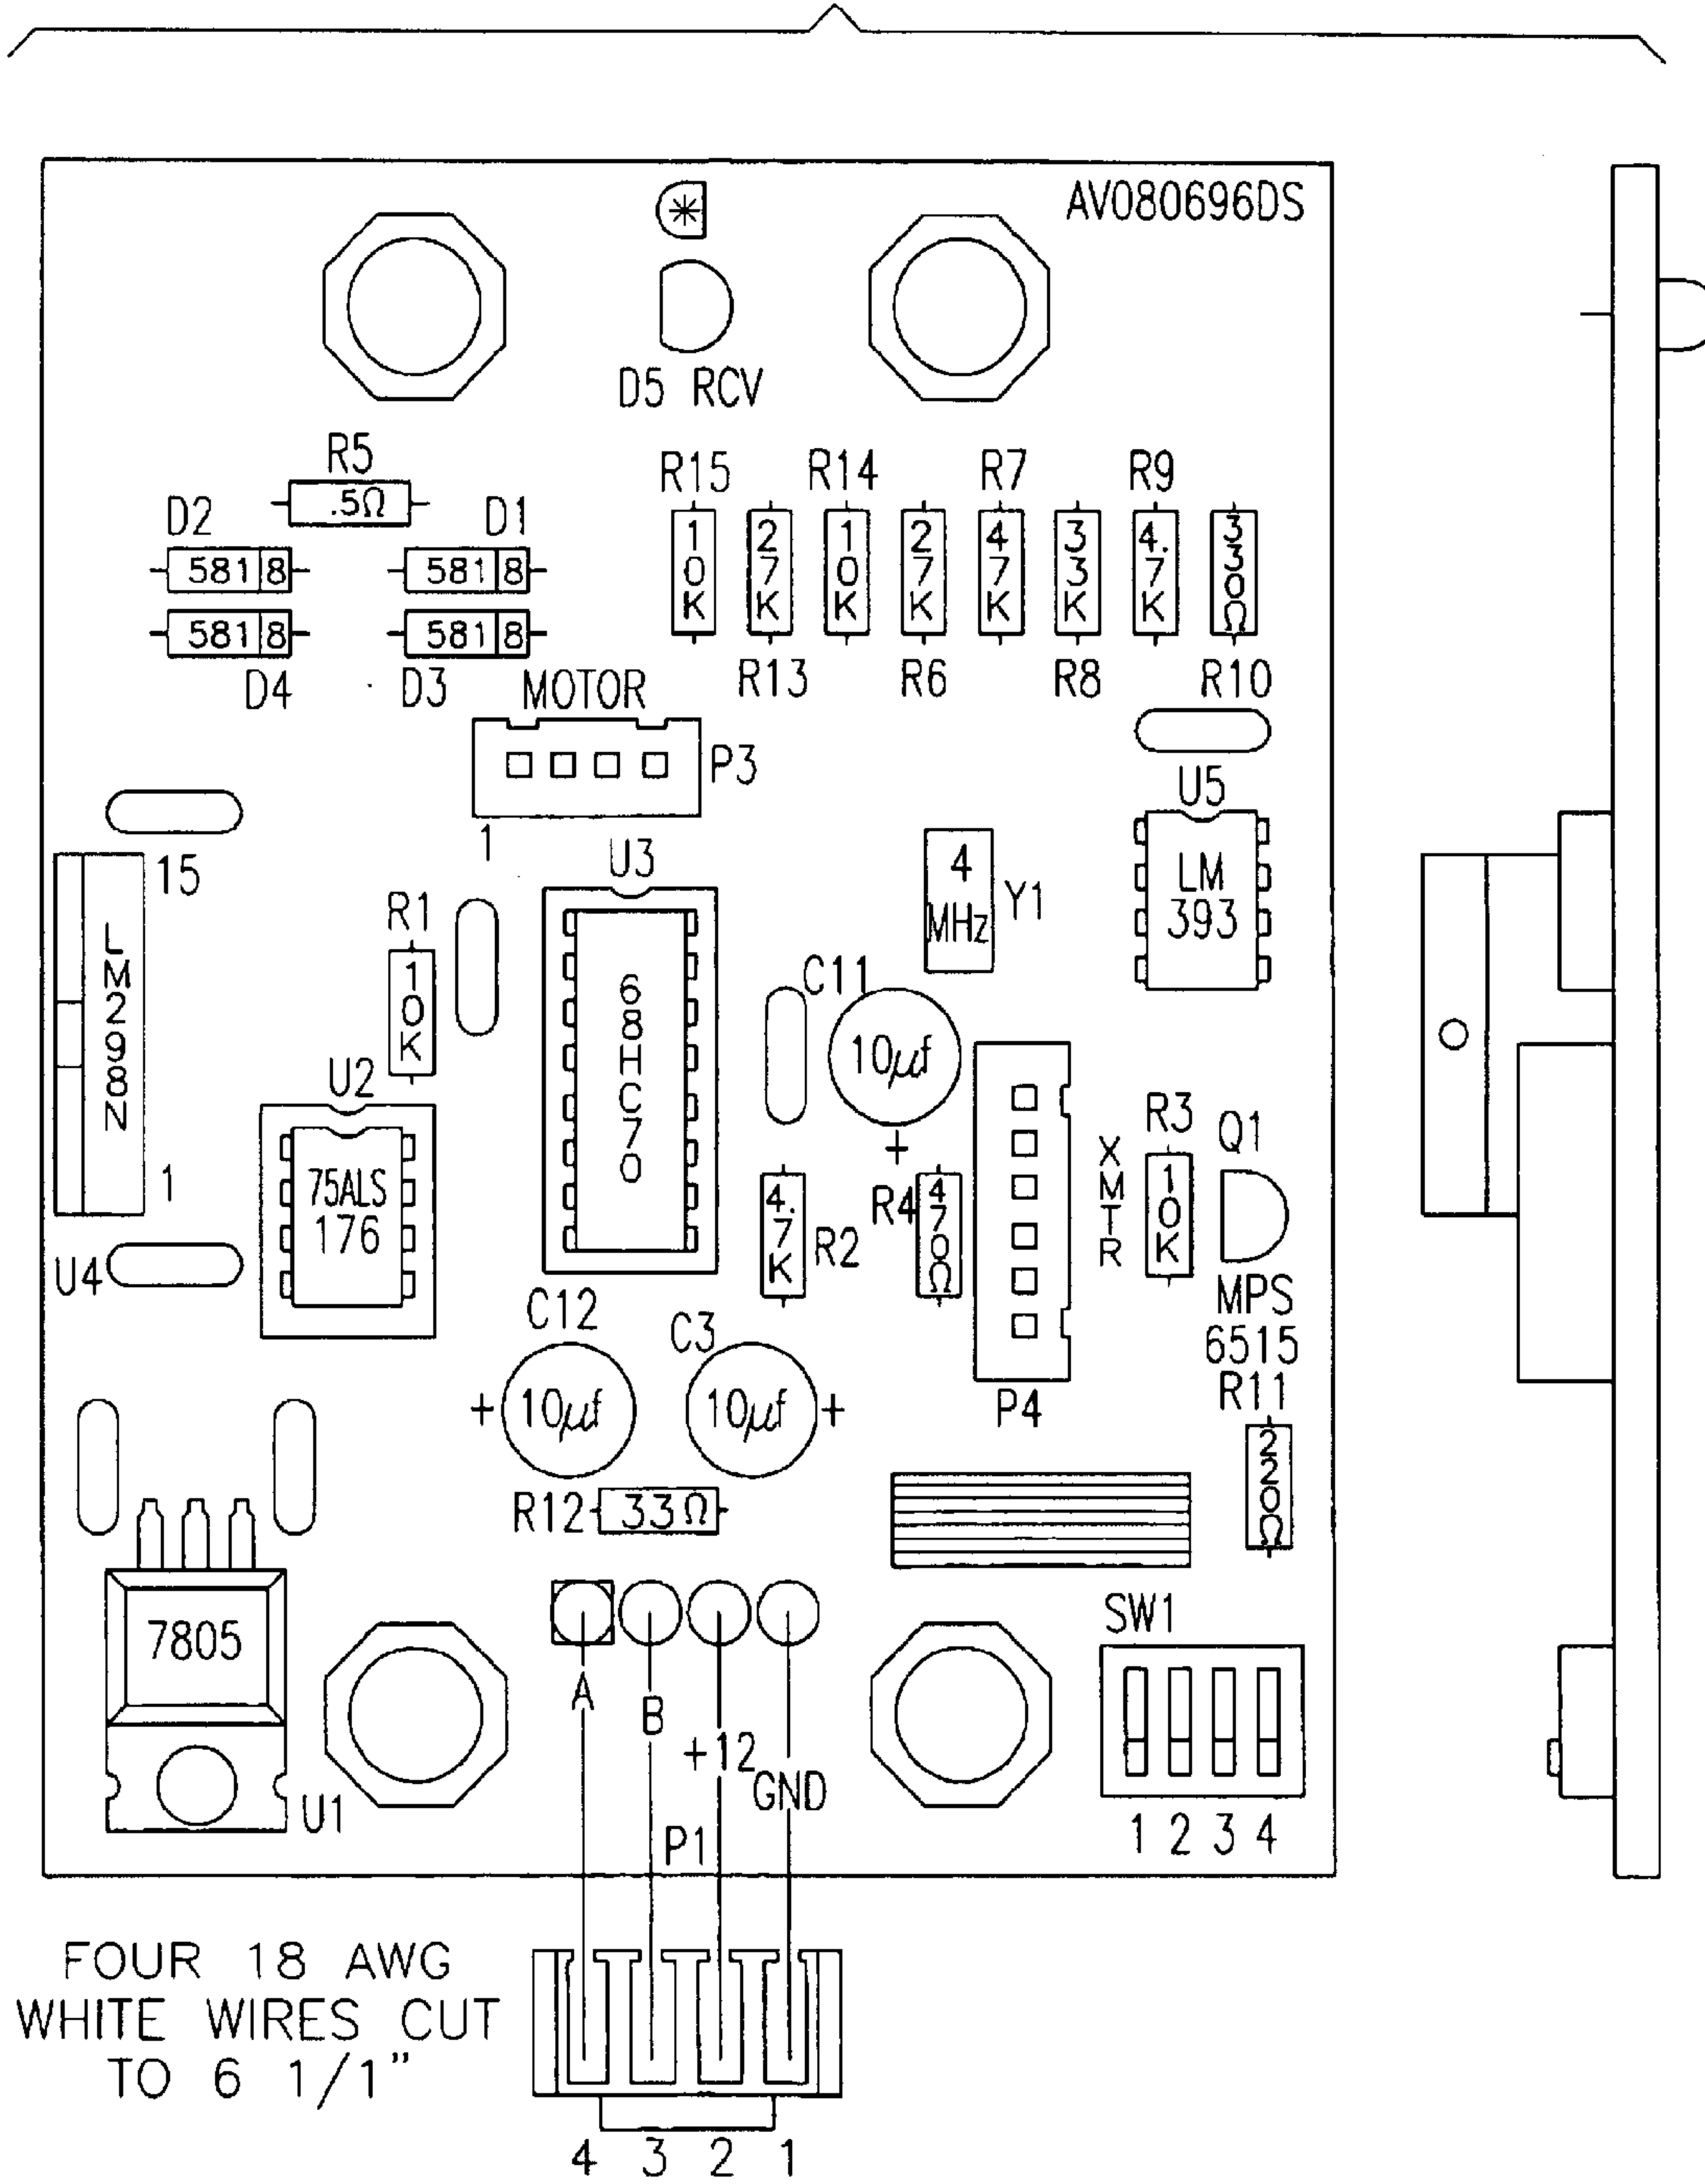 AV080696DS
D5 RCV
R5
.5Ω
D2
D1
5818
5818
5818
5818
D4
D3
R15
R14
R7
R9
10K
27K
10K
27K
47K
33K
4.7K
330Ω
R13
R6
R8
R10
MOTOR
P3
1
U5
LM
393
15
LM298N
1
U4
R1
10K
U3
68HC70
4
MHz
Y1
C11
10µf
+
U2
75ALS
176
4.7K
R2
R4
470Ω
XMTR
P4
R3
10K
Q1
MPS
6515
R11
220Ω
C12
+ 10µf
C3
10µf +
R12
33Ω
7805
U1
A
B
+12
GND
P1
SW1
1 2 3 4
FOUR 18 AWG
WHITE WIRES CUT
TO 6 1/1"
4 3 2 1